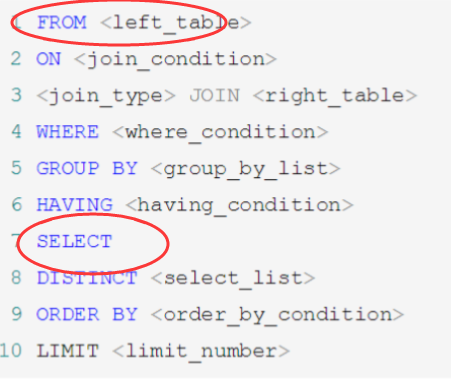 1 FROM <left_table>
2 ON <join_condition>
3 <join_type> JOIN <right_table>
4 WHERE <where_condition>
5 GROUP BY <group_by_list>
6 HAVING <having_condition>
7 SELECT
8 DISTINCT <select_list>
9 ORDER BY <order_by_condition>
10 LIMIT <limit_number>